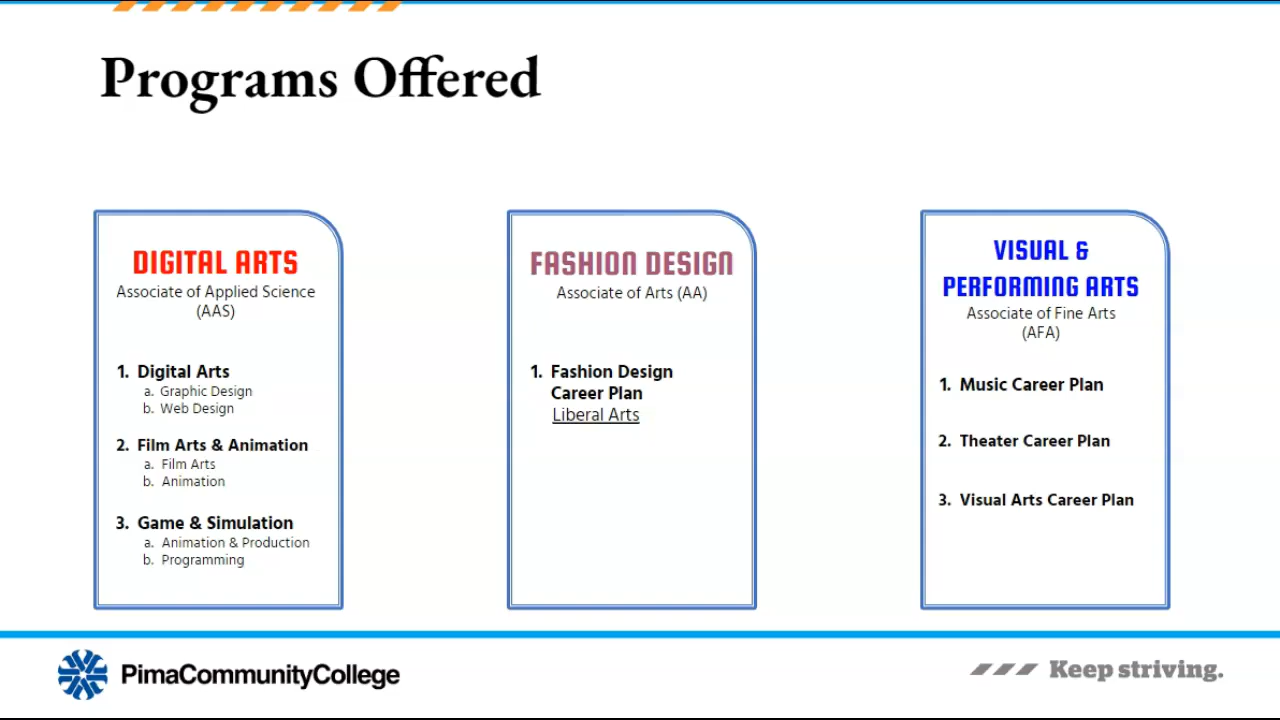 Programs Offered
DIGITAL ARTS
Associate of Applied Science
(AAS)
1. Digital Arts
a. Graphic Design
b. Web Design
2. Film Arts & Animation
a. Film Arts
b. Animation
3. Game & Simulation
a. Animation & Production
b. Programming
FASHION DESIGN
Associate of Arts (AA)
1. Fashion Design
Career Plan
Liberal Arts
VISUAL &
PERFORMING ARTS
Associate of Fine Arts
(AFA)
1. Music Career Plan
2. Theater Career Plan
3. Visual Arts Career Plan
PimaCommunityCollege
Keep striving.